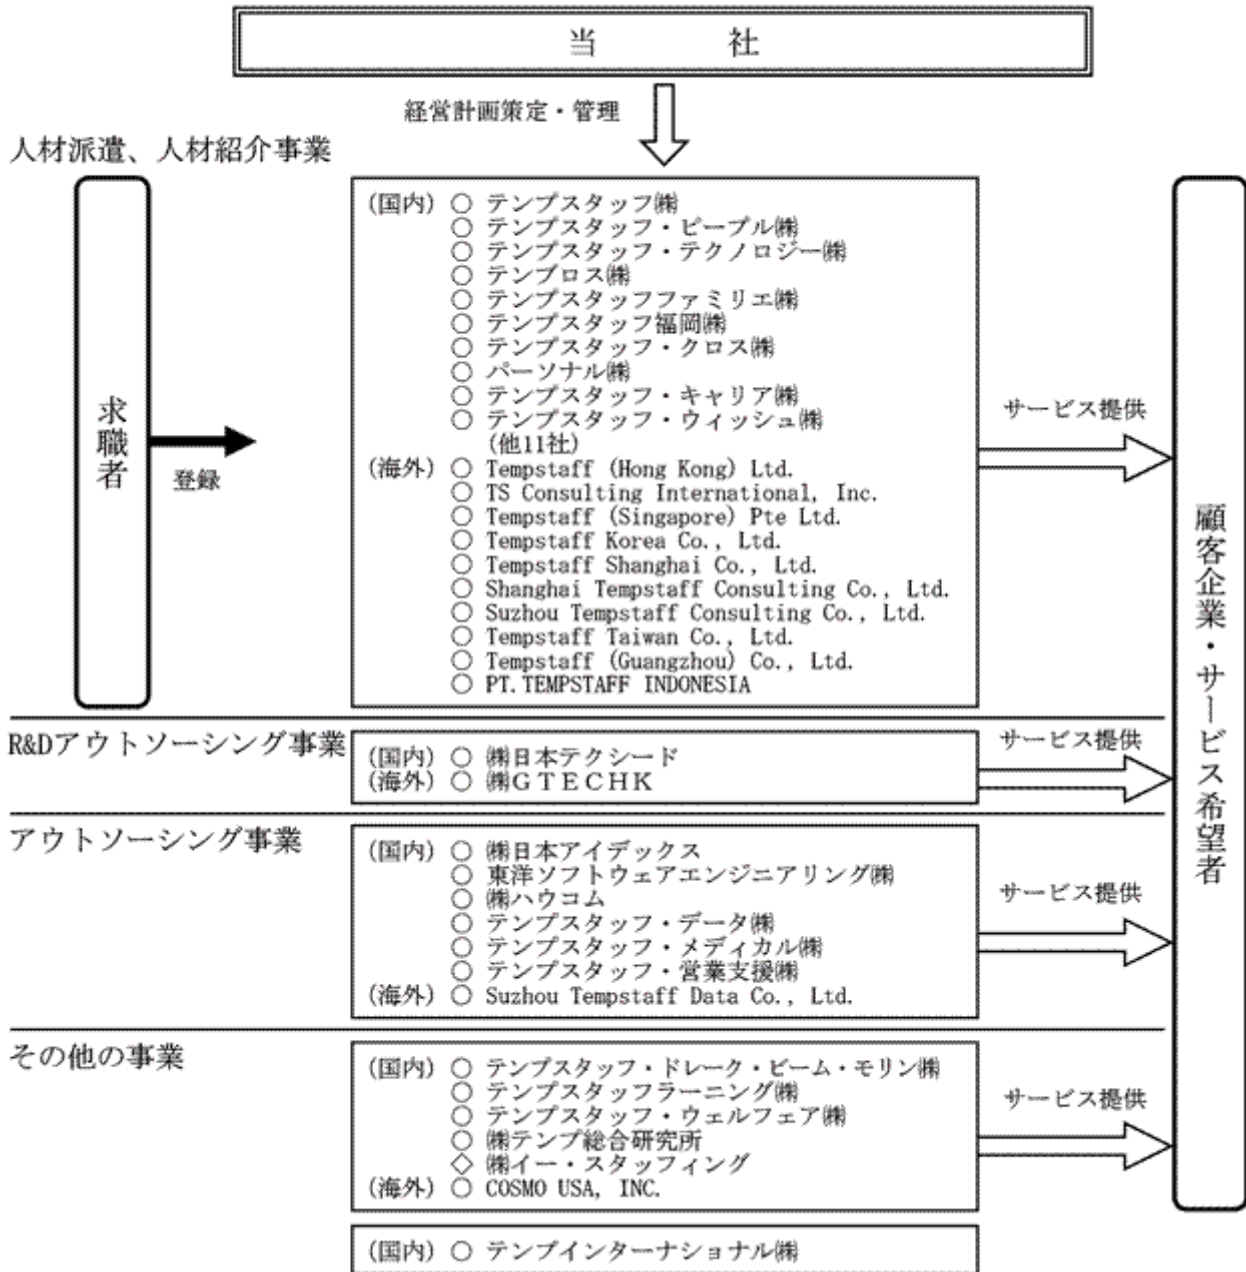 当社
経営計画策定・管理
人材派遣、人材紹介事業
求職者
登録
(国内) ○ テンプスタッフ㈱
○ テンプスタッフ・ピープル㈱
○ テンプスタッフ・テクノロジー㈱
○ テンプロス㈱
○ テンプスタッフファミリエ㈱
○ テンプスタッフ福岡㈱
○ テンプスタッフ・クロス㈱
○ パーソナル㈱
○ テンプスタッフ・キャリア㈱
○ テンプスタッフ・ウィッシュ㈱
(他11社)
(海外) ○ Tempstaff (Hong Kong) Ltd.
○ TS Consulting International, Inc.
○ Tempstaff (Singapore) Pte Ltd.
○ Tempstaff Korea Co., Ltd.
○ Tempstaff Shanghai Co., Ltd.
○ Shanghai Tempstaff Consulting Co., Ltd.
○ Suzhou Tempstaff Consulting Co., Ltd.
○ Tempstaff Taiwan Co., Ltd.
○ Tempstaff (Guangzhou) Co., Ltd.
○ PT.TEMPSTAFF INDONESIA
サービス提供
顧客企業・サービス希望者
R&Dアウトソーシング事業
(国内) ○ ㈱日本テクシード
(海外) ○ ㈱GTECHK
サービス提供
アウトソーシング事業
(国内) ○ ㈱日本アイデックス
○ 東洋ソフトウェアエンジニアリング㈱
○ ㈱ハウコム
○ テンプスタッフ・データ㈱
○ テンプスタッフ・メディカル㈱
○ テンプスタッフ・営業支援㈱
(海外) ○ Suzhou Tempstaff Data Co., Ltd.
サービス提供
その他の事業
(国内) ○ テンプスタッフ・ドレーク・ビーム・モリン㈱
○ テンプスタッフラーニング㈱
○ テンプスタッフ・ウェルフェア㈱
○ ㈱テンプ総合研究所
◇ ㈱イー・スタッフィング
(海外) ○ COSMO USA, INC.
サービス提供
(国内) ○ テンプインターナショナル㈱